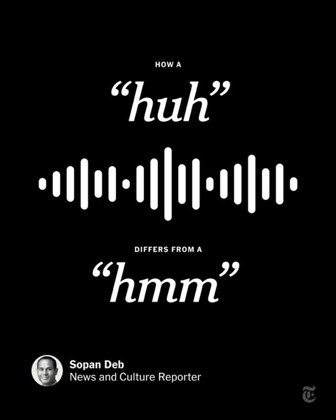 HOW A
“huh”
DIFFERS FROM A
“hmm”
Sopan Deb
News and Culture Reporter
T